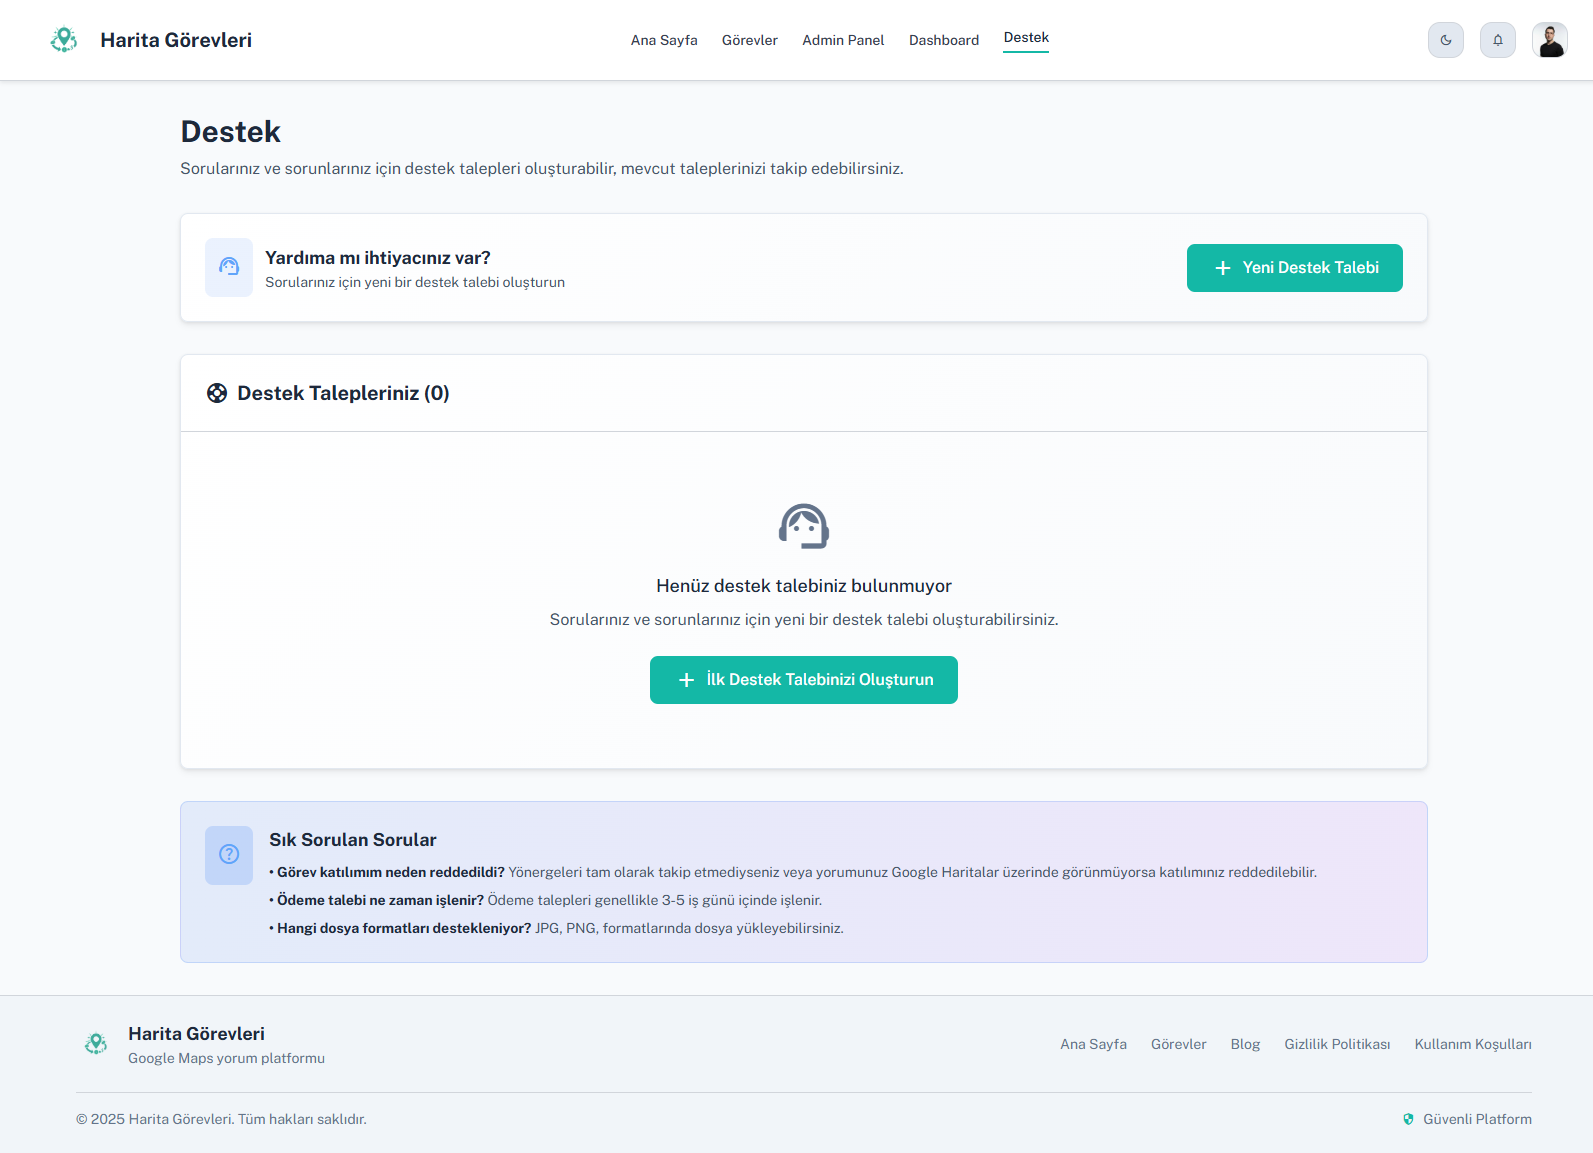 Harita Görevleri
Ana Sayfa
Görevler
Admin Panel
Dashboard
Destek
Destek
Sorularınız ve sorunlarınız için destek talepleri oluşturabilir, mevcut taleplerinizi takip edebilirsiniz.
Yardıma mı ihtiyacınız var?
Sorularınız için yeni bir destek talebi oluşturun
Yeni Destek Talebi
Destek Talepleriniz (0)
Henüz destek talebiniz bulunmuyor
Sorularınız ve sorunlarınız için yeni bir destek talebi oluşturabilirsiniz.
İlk Destek Talebinizi Oluşturun
Sık Sorulan Sorular
• Görev katılımım neden reddedildi? Yönergeleri tam olarak takip etmediyseniz veya yorumunuz Google Haritalar üzerinde görünmüyorsa katılımınız reddedilebilir.
• Ödeme talebi ne zaman işlenir? Ödeme talepleri genellikle 3-5 iş günü içinde işlenir.
• Hangi dosya formatları destekleniyor? JPG, PNG, formatlarında dosya yükleyebilirsiniz.
Harita Görevleri
Google Maps yorum platformu
Ana Sayfa
Görevler
Blog
Gizlilik Politikası
Kullanım Koşulları
© 2025 Harita Görevleri. Tüm hakları saklıdır.
Güvenli Platform